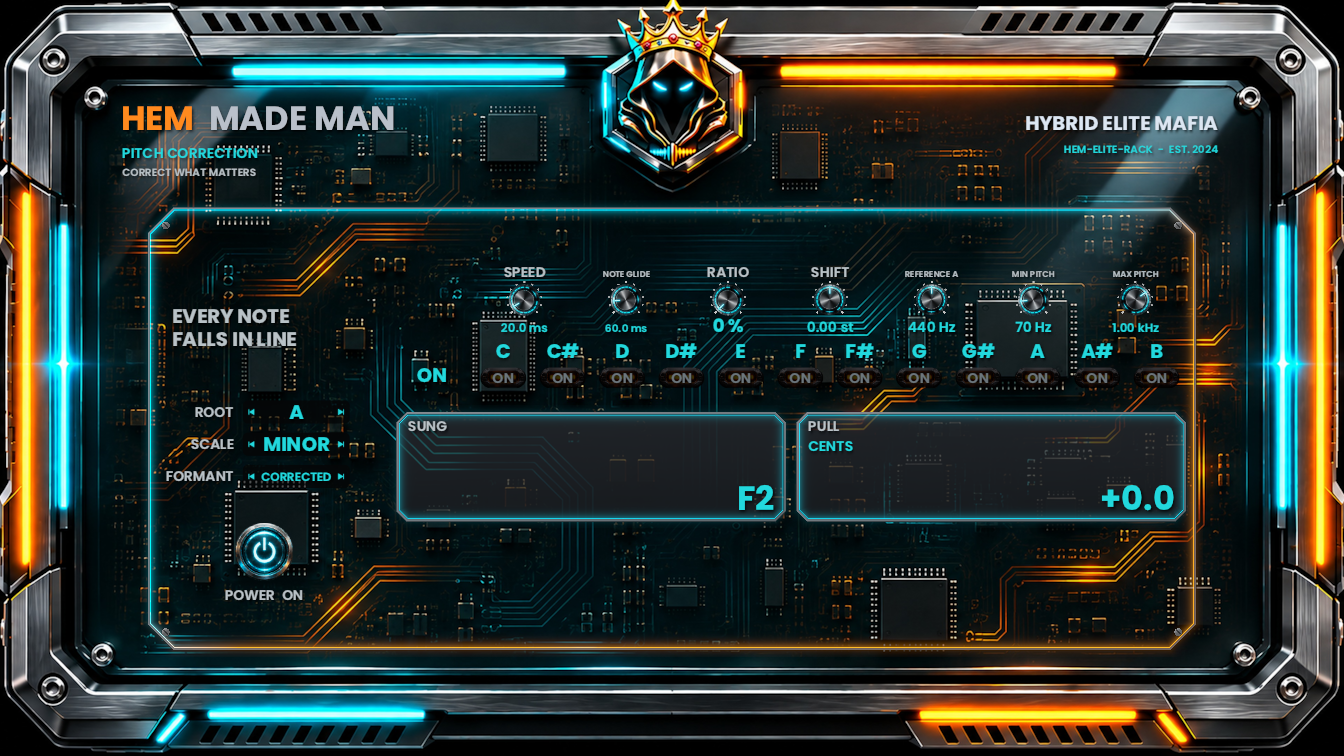 HEM MADE MAN
PITCH CORRECTION
CORRECT WHAT MATTERS
HYBRID ELITE MAFIA
HEM-ELITE-RACK - EST. 2024
EVERY NOTE
FALLS IN LINE
ROOT A
SCALE MINOR
FORMANT CORRECTED
POWER ON
SPEED NOTE GLIDE RATIO SHIFT REFERENCE A MIN PITCH MAX PITCH
20.0 ms 60.0 ms 0 % 0.00 st 440 Hz 70 Hz 1.00 kHz
C C# D D# E F F# G G# A A# B
ON ON ON ON ON ON ON ON ON ON ON ON ON
SUNG
F2
PULL
CENTS
+0.0